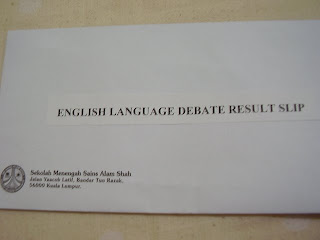 ENGLISH LANGUAGE DEBATE RESULT SLIP
Sekolah Menengah Sains Alam Shah
Jalan Yaacob Latif, Bandar Tun Razak,
56000 Kuala Lumpur.